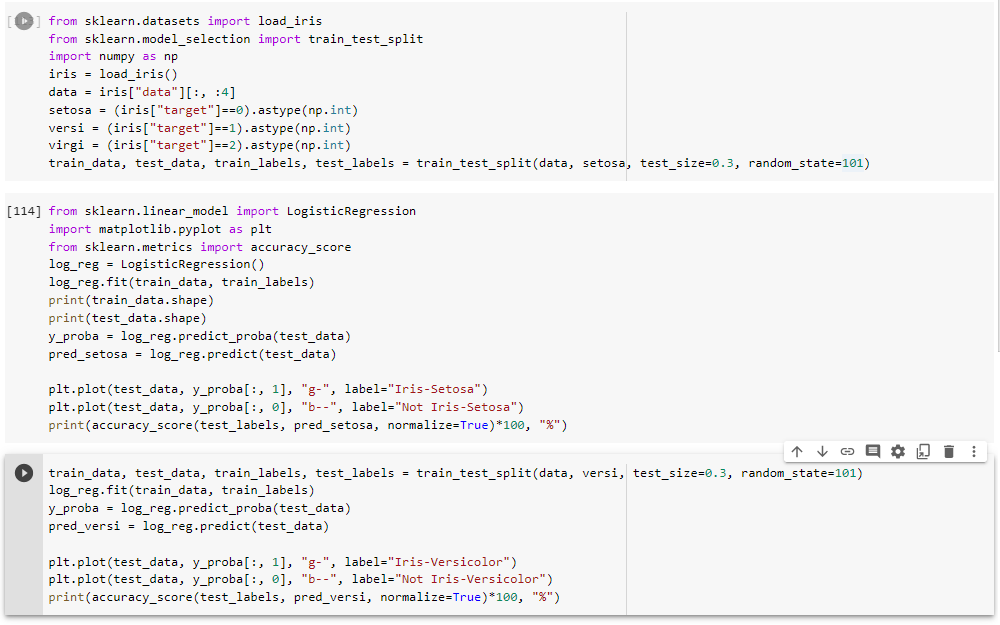 [ ] from sklearn.datasets import load_iris
from sklearn.model_selection import train_test_split
import numpy as np
iris = load_iris()
data = iris["data"][:, :4]
setosa = (iris["target"]==0).astype(np.int)
versi = (iris["target"]==1).astype(np.int)
virgi = (iris["target"]==2).astype(np.int)
train_data, test_data, train_labels, test_labels = train_test_split(data, setosa, test_size=0.3, random_state=101)
[114] from sklearn.linear_model import LogisticRegression
import matplotlib.pyplot as plt
from sklearn.metrics import accuracy_score
log_reg = LogisticRegression()
log_reg.fit(train_data, train_labels)
print(train_data.shape)
print(test_data.shape)
y_proba = log_reg.predict_proba(test_data)
pred_setosa = log_reg.predict(test_data)
plt.plot(test_data, y_proba[:, 1], "g-", label="Iris-Setosa")
plt.plot(test_data, y_proba[:, 0], "b--", label="Not Iris-Setosa")
print(accuracy_score(test_labels, pred_setosa, normalize=True)*100, "%")
train_data, test_data, train_labels, test_labels = train_test_split(data, versi, test_size=0.3, random_state=101)
log_reg.fit(train_data, train_labels)
y_proba = log_reg.predict_proba(test_data)
pred_versi = log_reg.predict(test_data)
plt.plot(test_data, y_proba[:, 1], "g-", label="Iris-Versicolor")
plt.plot(test_data, y_proba[:, 0], "b--", label="Not Iris-Versicolor")
print(accuracy_score(test_labels, pred_versi, normalize=True)*100, "%")